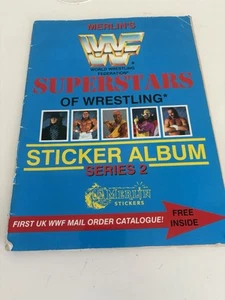 MERLIN'S
WF
WORLD WRESTLING
FEDERATION®
SUPERSTARS
OF WRESTLING®
STICKER ALBUM
SERIES 2
MERLIN
STICKERS
FIRST UK WWF MAIL ORDER CATALOGUE!
FREE
INSIDE